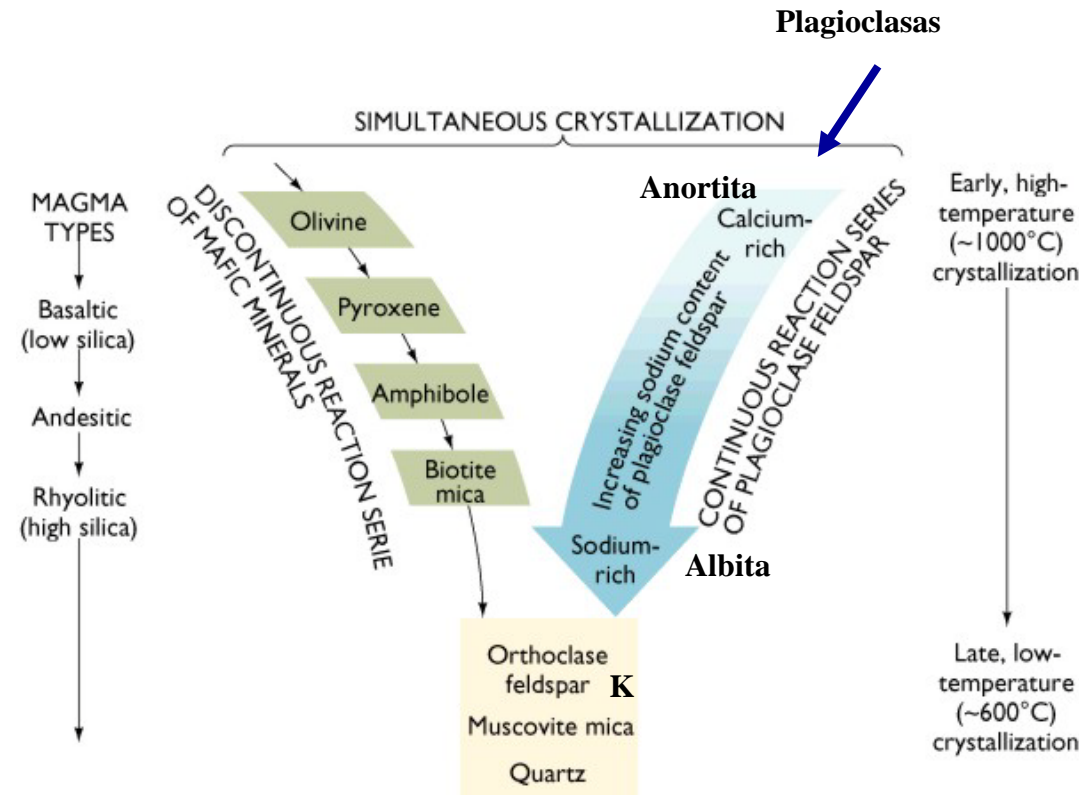 Plagioclasas
SIMULTANEOUS CRYSTALLIZATION
MAGMA
TYPES
Basaltic
(low silica)
Andesitic
Rhyolitic
(high silica)
DISCONTINUOUS REACTION SERIE
OF MAFIC MINERALS
Olivine
Pyroxene
Amphibole
Biotite
mica
Anortita
Calcium-
rich
Increasing sodium content
of plagioclase feldspar
Sodium-
rich
Albita
CONTINUOUS REACTION SERIES
OF PLAGIOCLASE FELDSPAR
Orthoclase
feldspar K
Muscovite mica
Quartz
Early, high-
temperature
(~1000°C)
crystallization
Late, low-
temperature
(~600°C)
crystallization